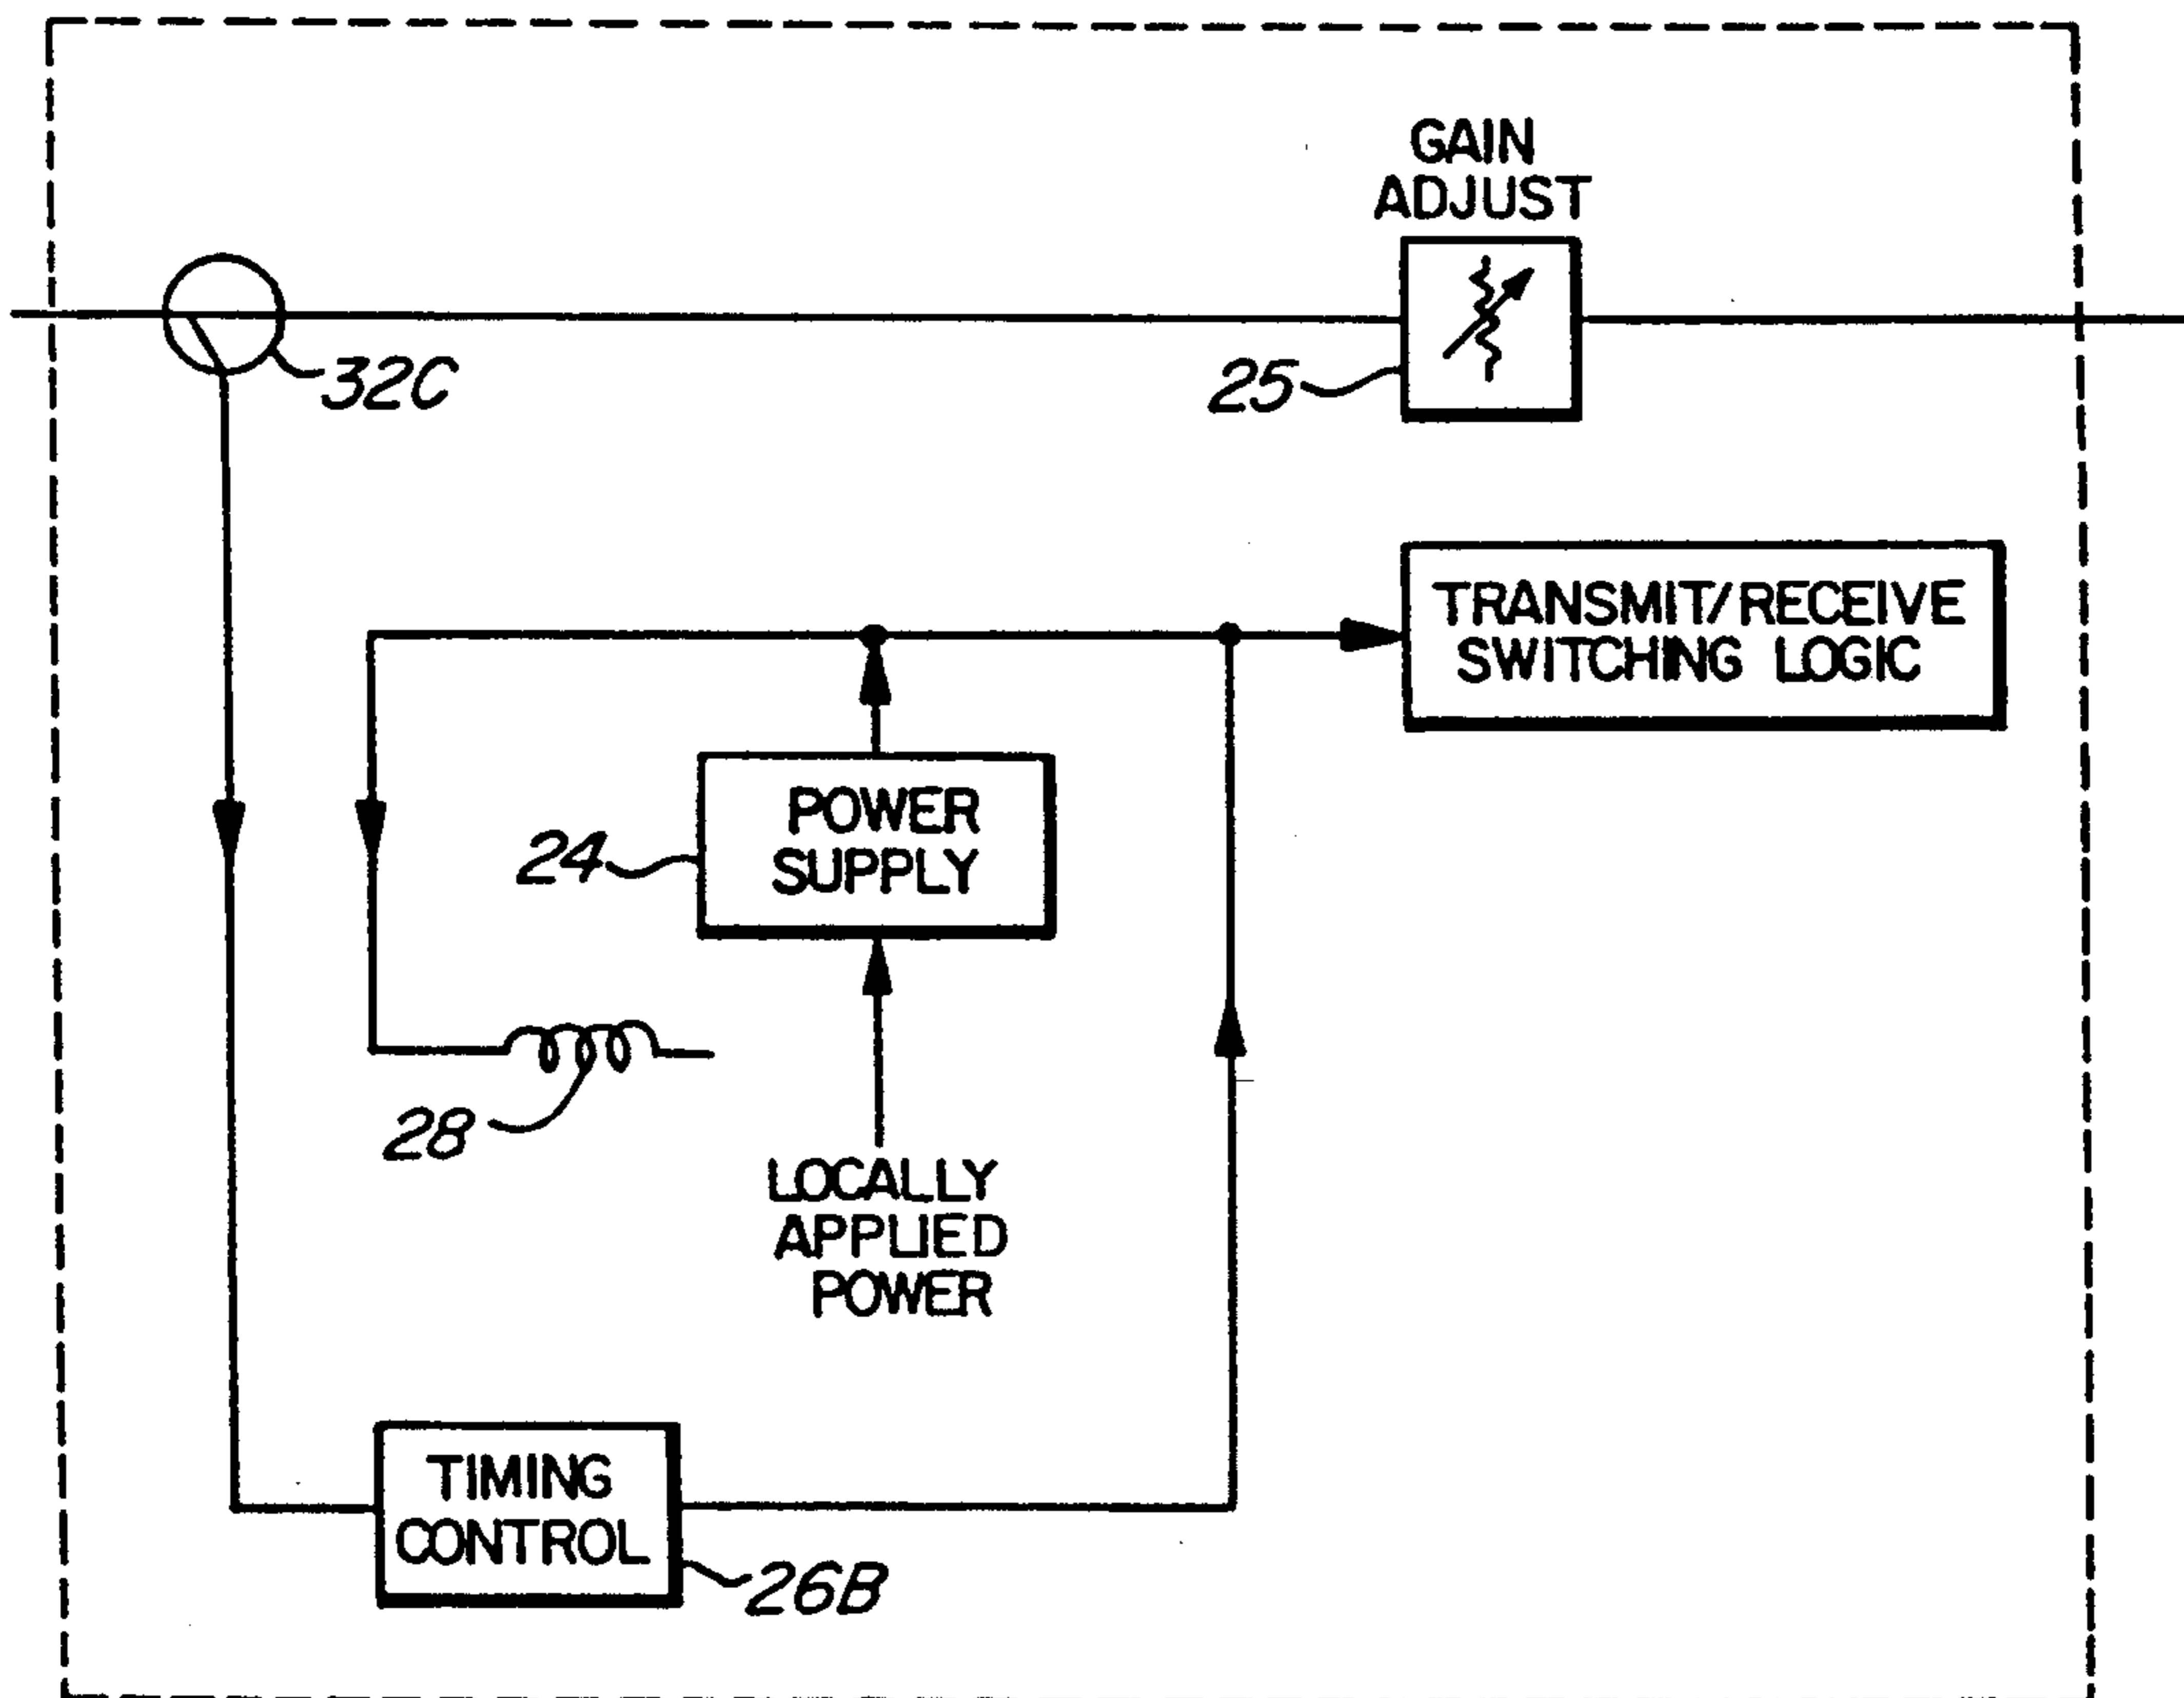 GAIN
ADJUST
32C
25
TRANSMIT/RECEIVE
SWITCHING LOGIC
POWER
SUPPLY
24
28
LOCALLY
APPLIED
POWER
TIMING
CONTROL
26B